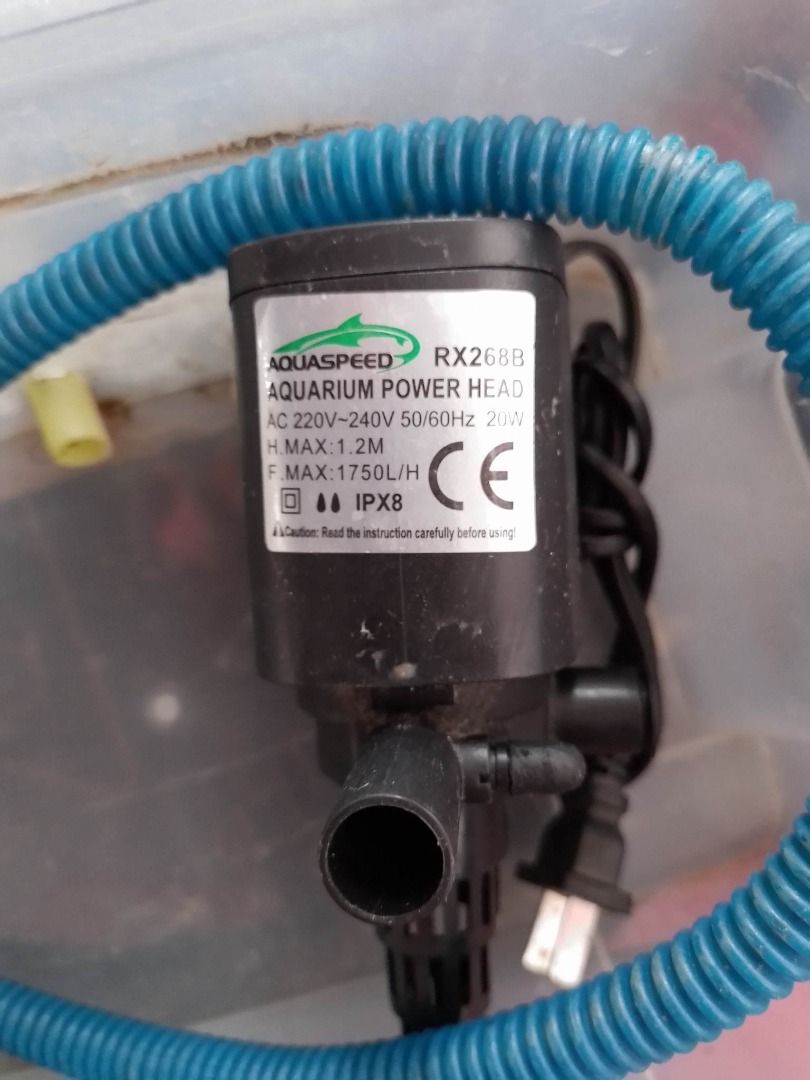 AQUASPEED RX268B
AQUARIUM POWER HEAD
AC 220V~240V 50/60Hz 20W
H.MAX:1.2M
F.MAX:1750L/H CE
IPX8
Caution: Read the instruction carefully before using!